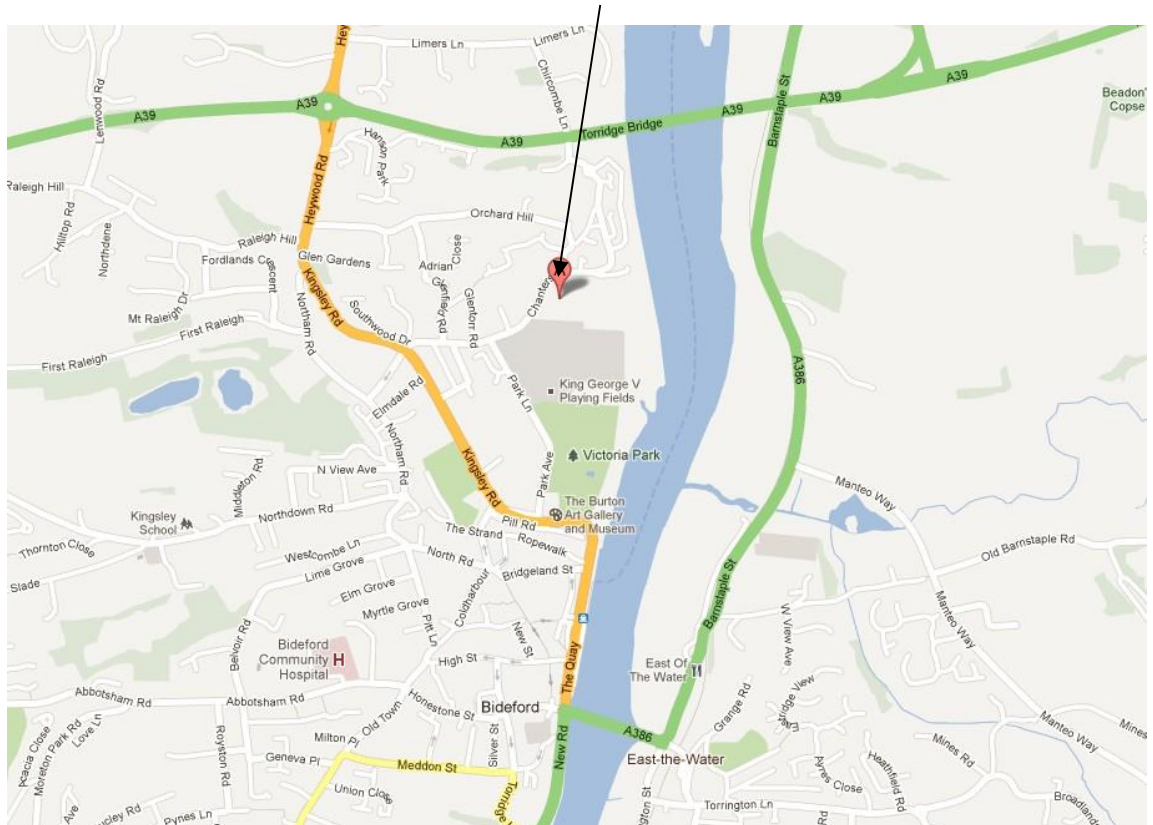 Hey
Limers Ln
Limers Ln
Chircombe Ln
Lenwood Rd
A39
A39
A39
Torridge Bridge
A39
A39
A39
Barnstaple St
Beadon'
Copse
Hanson
Park
Heywood Rd
Raleigh Hill
Hilltop Rd
Northdene
Orchard Hill
Raleigh Hill
Glen Gardens
Adrian
Close
Chanters
Mt Raleigh Dr
First Raleigh
First Raleigh
Northam Rd
Kingsley Rd
Southwood Dr
Glentorr Rd
A386
Elmdale Rd
Park Ln
King George V
Playing Fields
Northam Rd
Kingsley Rd
Park Ave
Victoria Park
N View Ave
Middleton Rd
Manteo Way
Kingsley
School
Northdown Rd
Pill Rd
The Burton
Art Gallery
and Museum
Thornton Close
The Strand
Ropewalk
Old Barnstaple Rd
Slade
Westcombe Ln
Lime Grove
North Rd
Bridgeland St
Barnstaple St
Elm Grove
Myrtle Grove
Coldharbour
Pitt Ln
New St
Manteo Way
W View Ave
Belvoir Rd
Bideford
Community
Hospital
H
High St
The Quay
East Of
The Water
Abbotsham Rd
Abbotsham Rd
Old Town
Honestone St
Bideford
Grange Rd
Love Ln
Moreton Park Rd
Acacia Close
Royston Rd
Milton Pl
Geneva Pl
Silver St
A386
New Rd
East-the-Water
Manteo Way
Mines
Mines Rd
Meddon St
Union Close
Ayres Close
Heathfield Rd
Torrington Ln
Broadlands
Pynes Ln
Ave